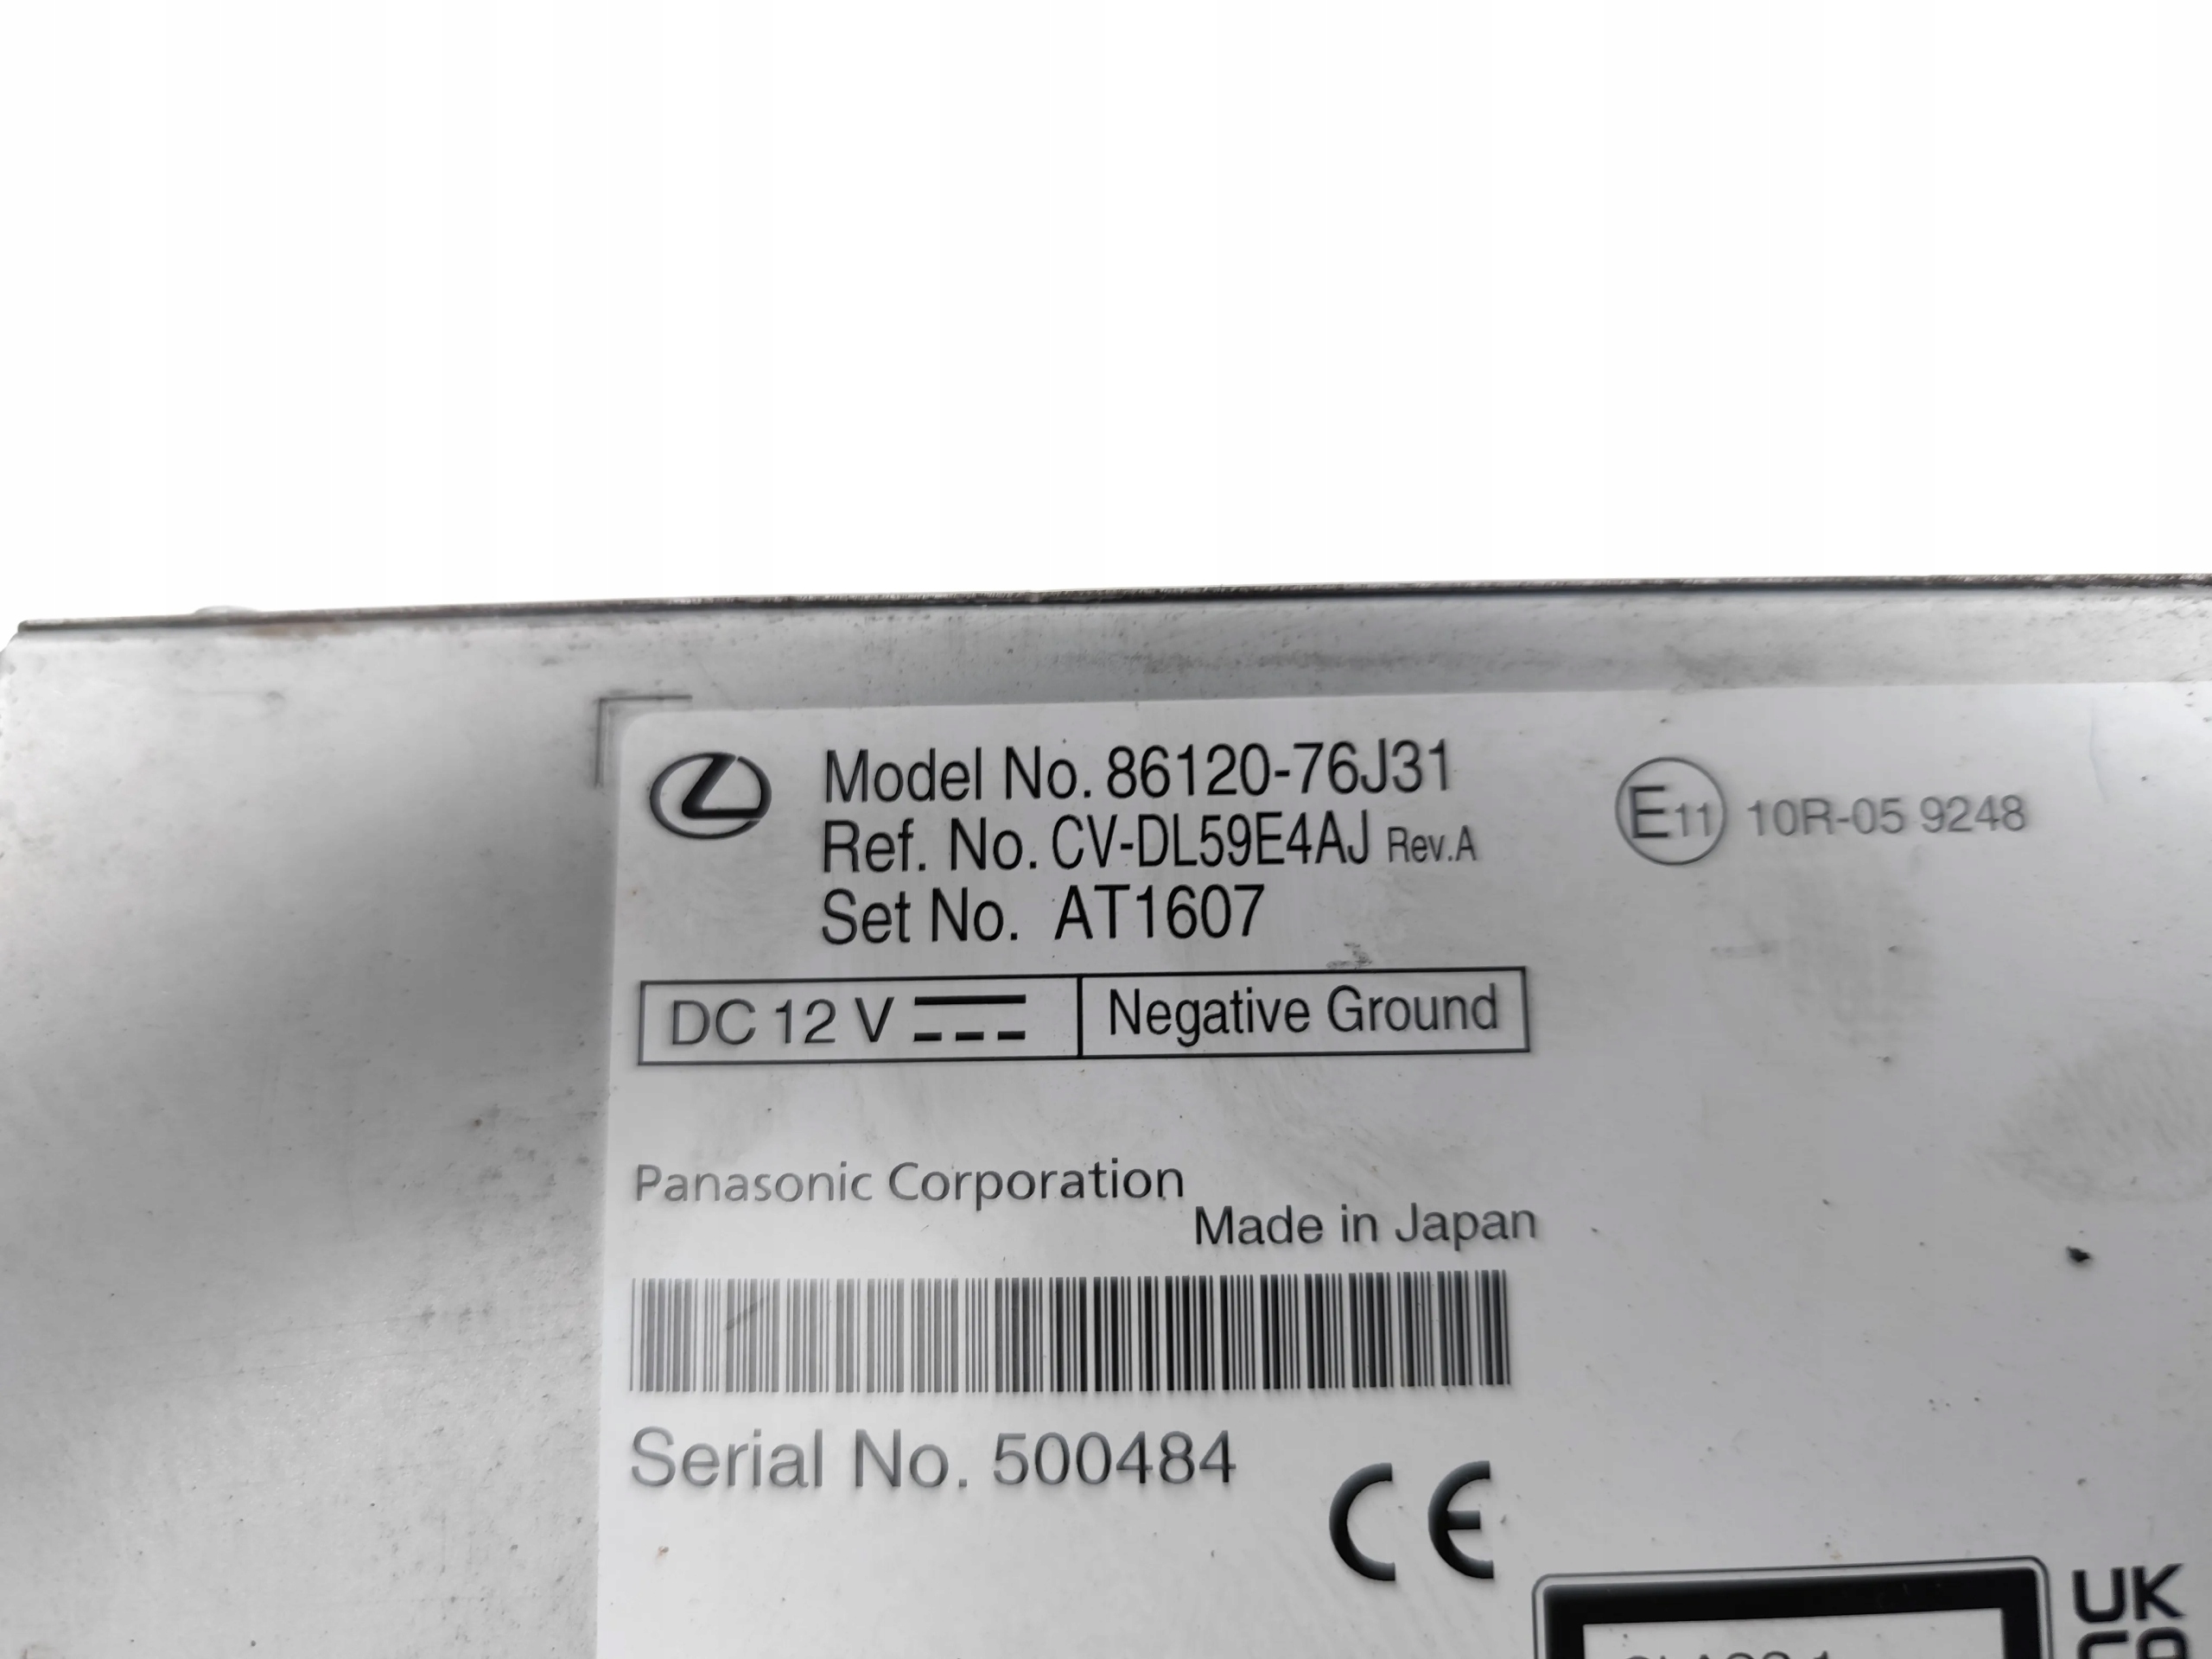 Model No. 86120-76J31
Ref. No. CV-DL59E4AJ Rev.A
Set No. AT1607
E11 10R-05 9248
DC 12 V
Negative Ground
Panasonic Corporation
Made in Japan
Serial No. 500484
CE
UK